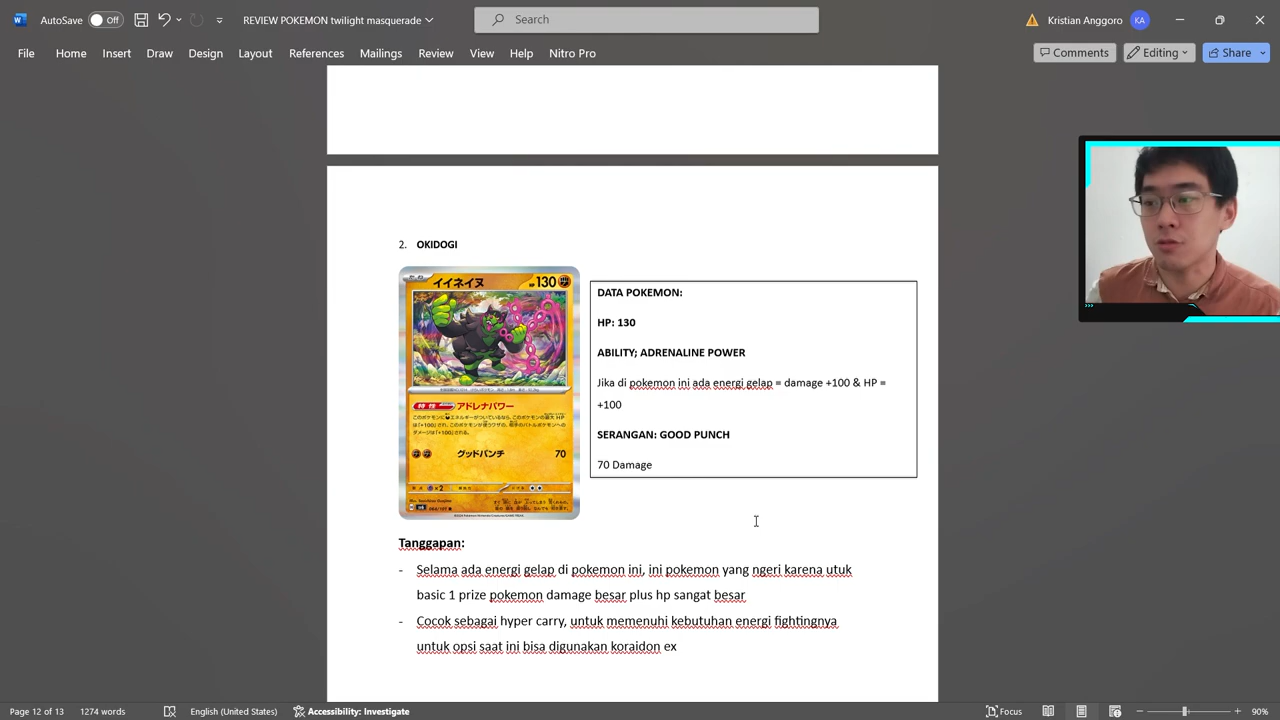 AutoSave
Off
REVIEW POKEMON twilight masquerade
Search
Kristian Anggoro
KA
File
Home
Insert
Draw
Design
Layout
References
Mailings
Review
View
Help
Nitro Pro
Comments
Editing
Share
2. OKIDOGI
イイネイヌ
HP 130
特性 アドレナパワー
グッドパンチ 70
DATA POKEMON:
HP: 130
ABILITY; ADRENALINE POWER
Jika di pokemon ini ada energi gelap = damage +100 & HP =
+100
SERANGAN: GOOD PUNCH
70 Damage
Tanggapan:
- Selama ada energi gelap di pokemon ini, ini pokemon yang ngeri karena utuk
basic 1 prize pokemon damage besar plus hp sangat besar
- Cocok sebagai hyper carry, untuk memenuhi kebutuhan energi fightingnya
untuk opsi saat ini bisa digunakan koraidon ex
Page 12 of 13
1274 words
English (United States)
Accessibility: Investigate
Focus
90%